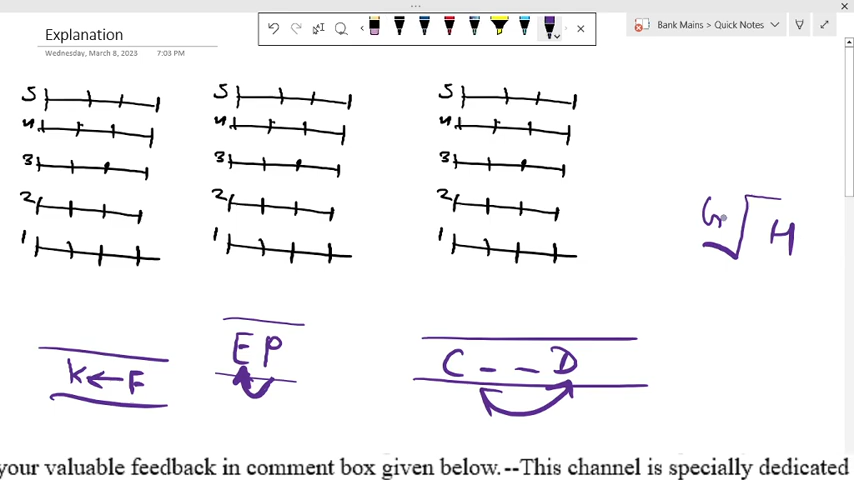 Bank Mains > Quick Notes
Explanation
Wednesday, March 8, 2023 7:03 PM
5 5 5
4 4 4
3 3 3
2 2 2
1 1 1
H
E P
K ← F
C _ _ D
your valuable feedback in comment box given below.--This channel is specially dedicated